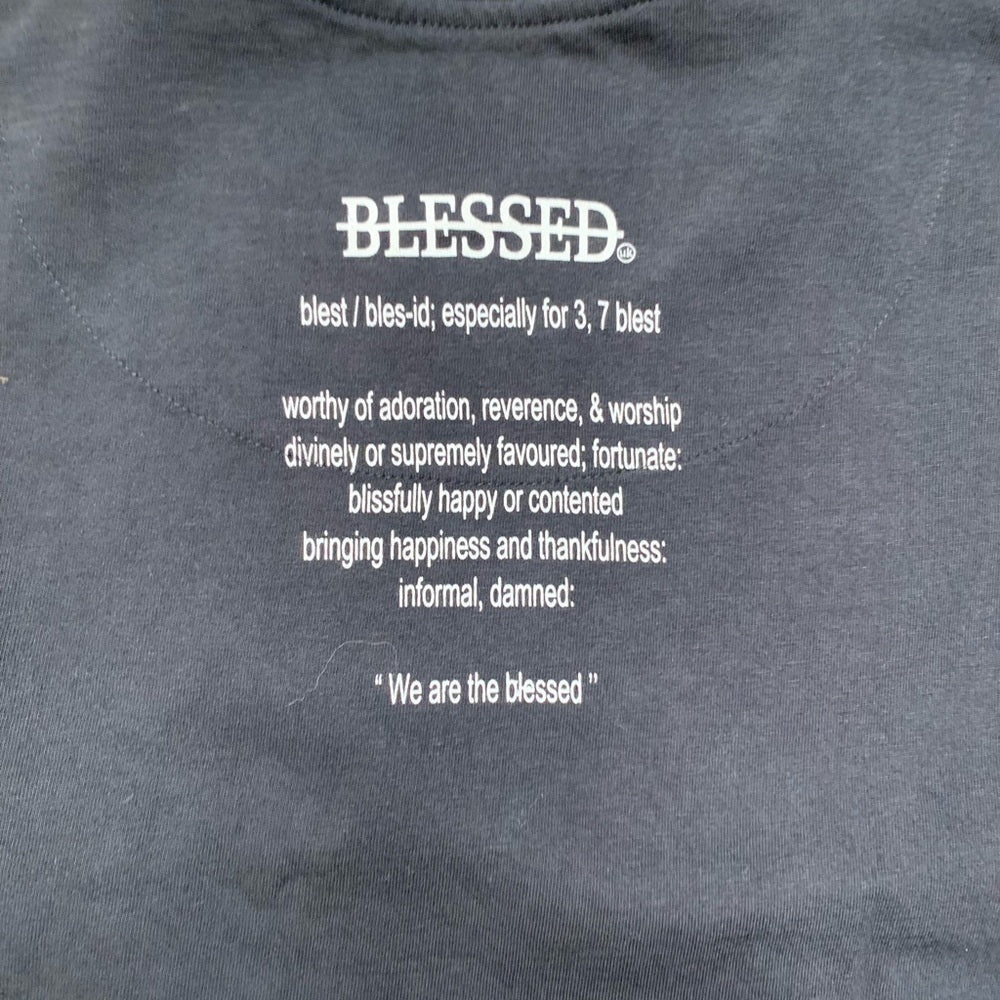 BLESSED uk
blest / bles-id; especially for 3, 7 blest
worthy of adoration, reverence, & worship
divinely or supremely favoured; fortunate:
blissfully happy or contented
bringing happiness and thankfulness:
informal, damned:
“ We are the blessed ”